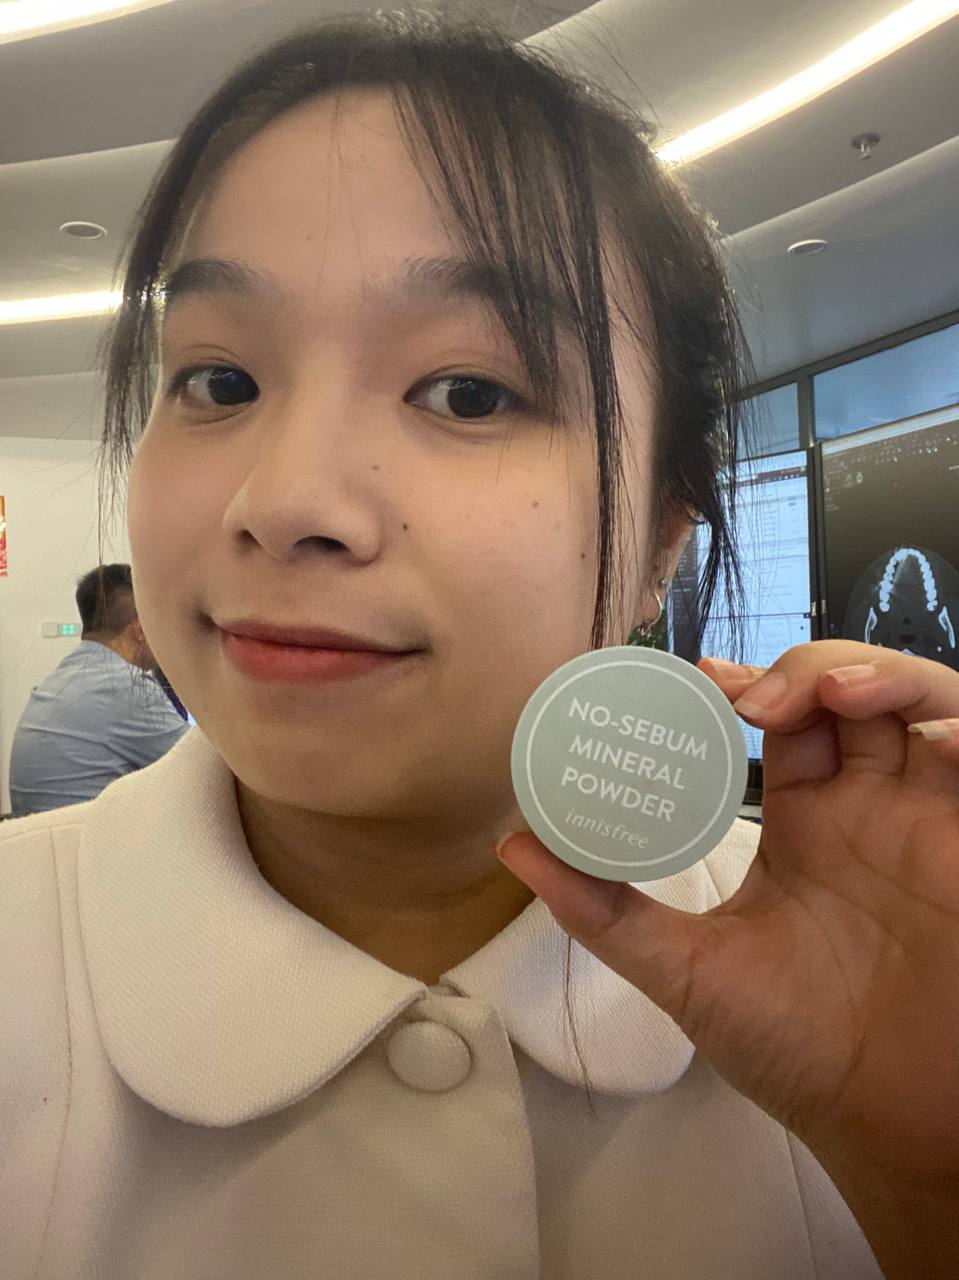 NO-SEBUM
MINERAL
POWDER
innisfree